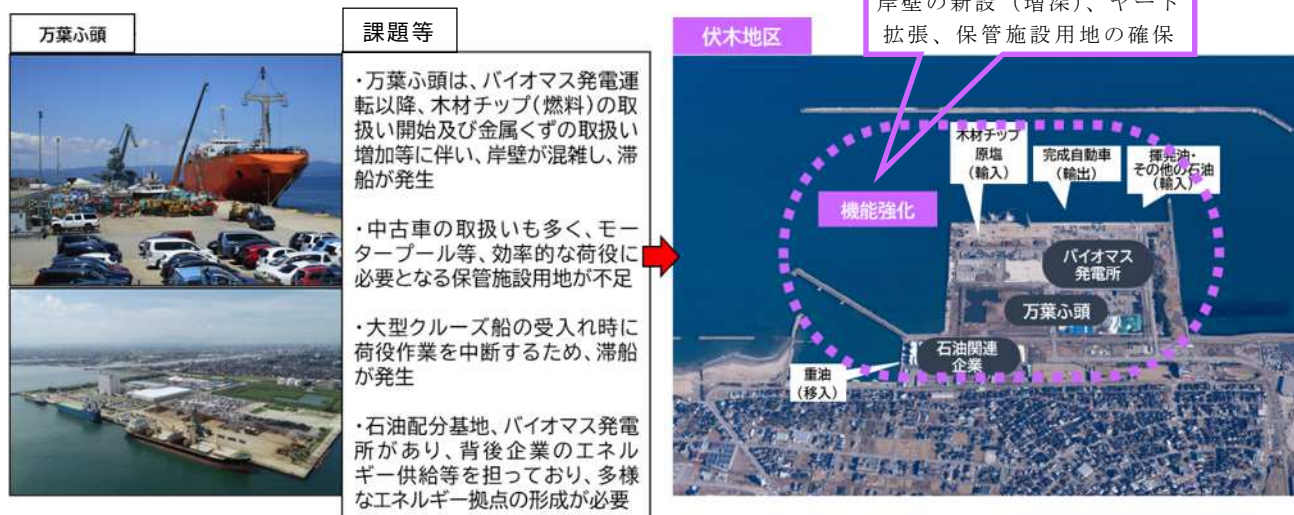 万葉ふ頭
課題等
・万葉ふ頭は、バイオマス発電運
転以降、木材チップ(燃料)の取
扱い開始及び金属くずの取扱い
増加等に伴い、岸壁が混雑し、滞
船が発生
・中古車の取扱いも多く、モー
タープール等、効率的な荷役に
必要となる保管施設用地が不足
・大型クルーズ船の受入れ時に
荷役作業を中断するため、滞船
が発生
・石油配分基地、バイオマス発電
所があり、背後企業のエネル
ギー供給等を担っており、多様
なエネルギー拠点の形成が必要
伏木地区
岸壁の新設（増深）、ヤード
拡張、保管施設用地の確保
機能強化
木材チップ
原塩
(輸入)
完成自動車
(輸出)
揮発油・
その他の石油
(輸入)
バイオマス
発電所
万葉ふ頭
石油関連
企業
重油
(移入)